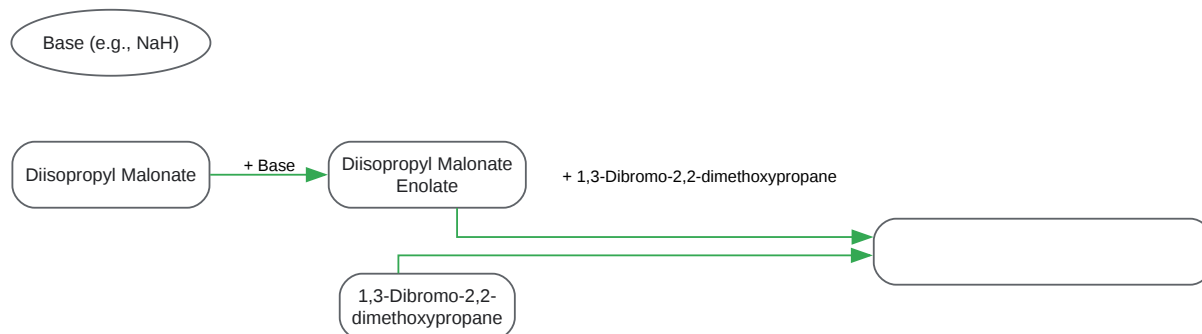 Base (e.g., NaH)
Diisopropyl Malonate
+ Base
Diisopropyl Malonate
Enolate
+ 1,3-Dibromo-2,2-dimethoxypropane
1,3-Dibromo-2,2-
dimethoxypropane